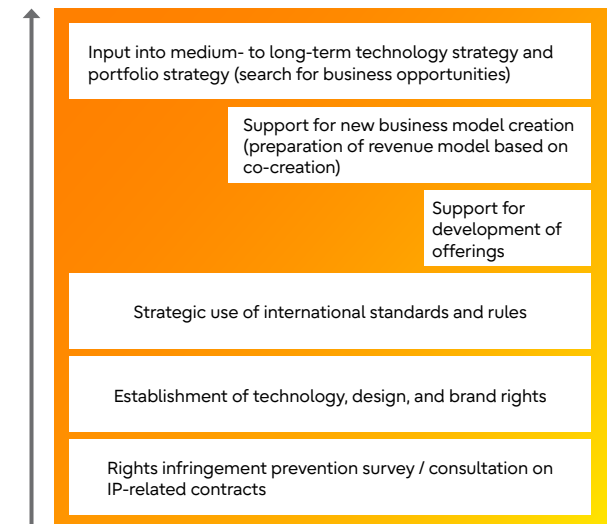 Input into medium- to long-term technology strategy and
portfolio strategy (search for business opportunities)
Support for new business model creation
(preparation of revenue model based on
co-creation)
Support for
development of
offerings
Strategic use of international standards and rules
Establishment of technology, design, and brand rights
Rights infringement prevention survey / consultation on
IP-related contracts